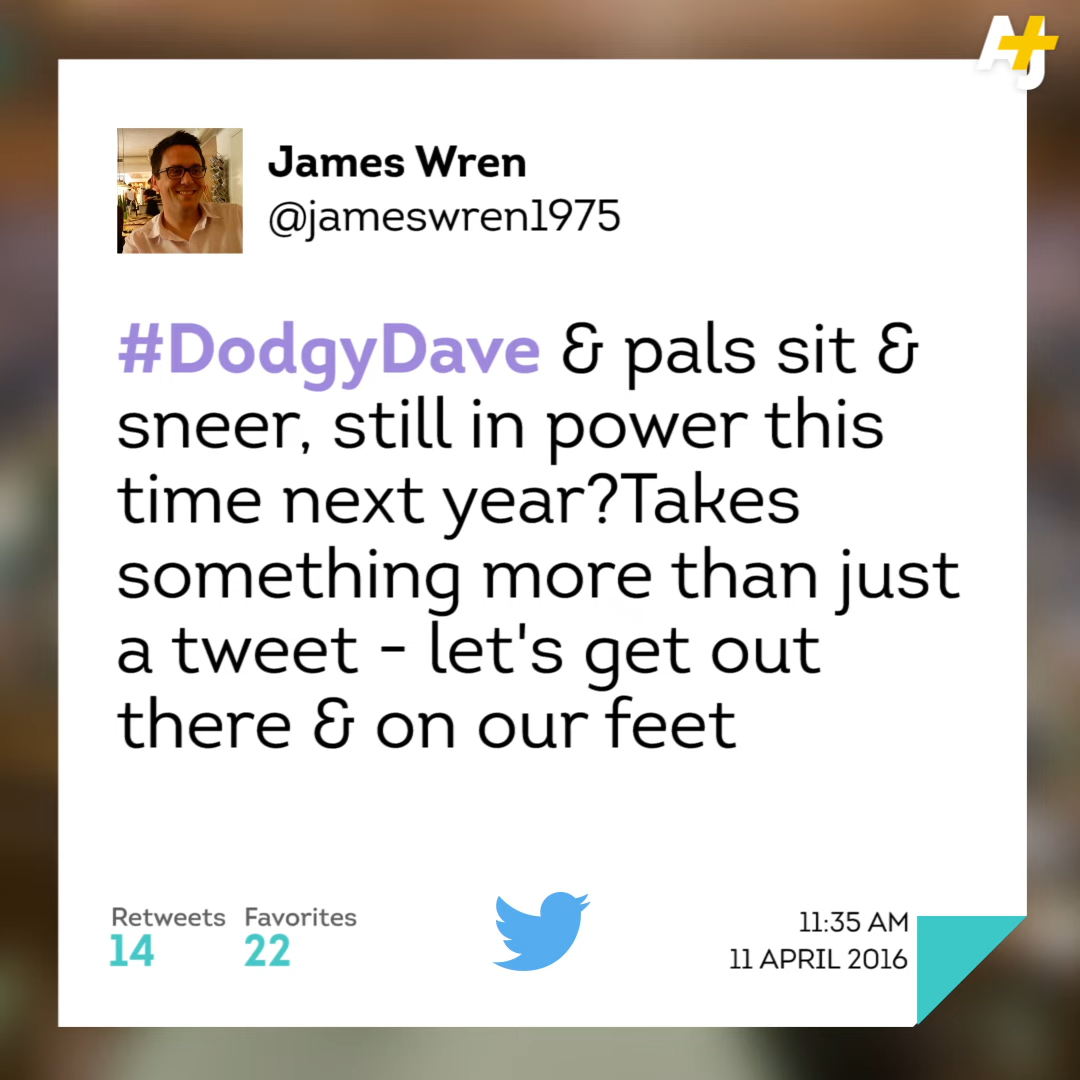 AJ+
James Wren
@jameswren1975
#DodgyDave & pals sit &
sneer, still in power this
time next year?Takes
something more than just
a tweet - let's get out
there & on our feet
Retweets Favorites
14 22
11:35 AM
11 APRIL 2016